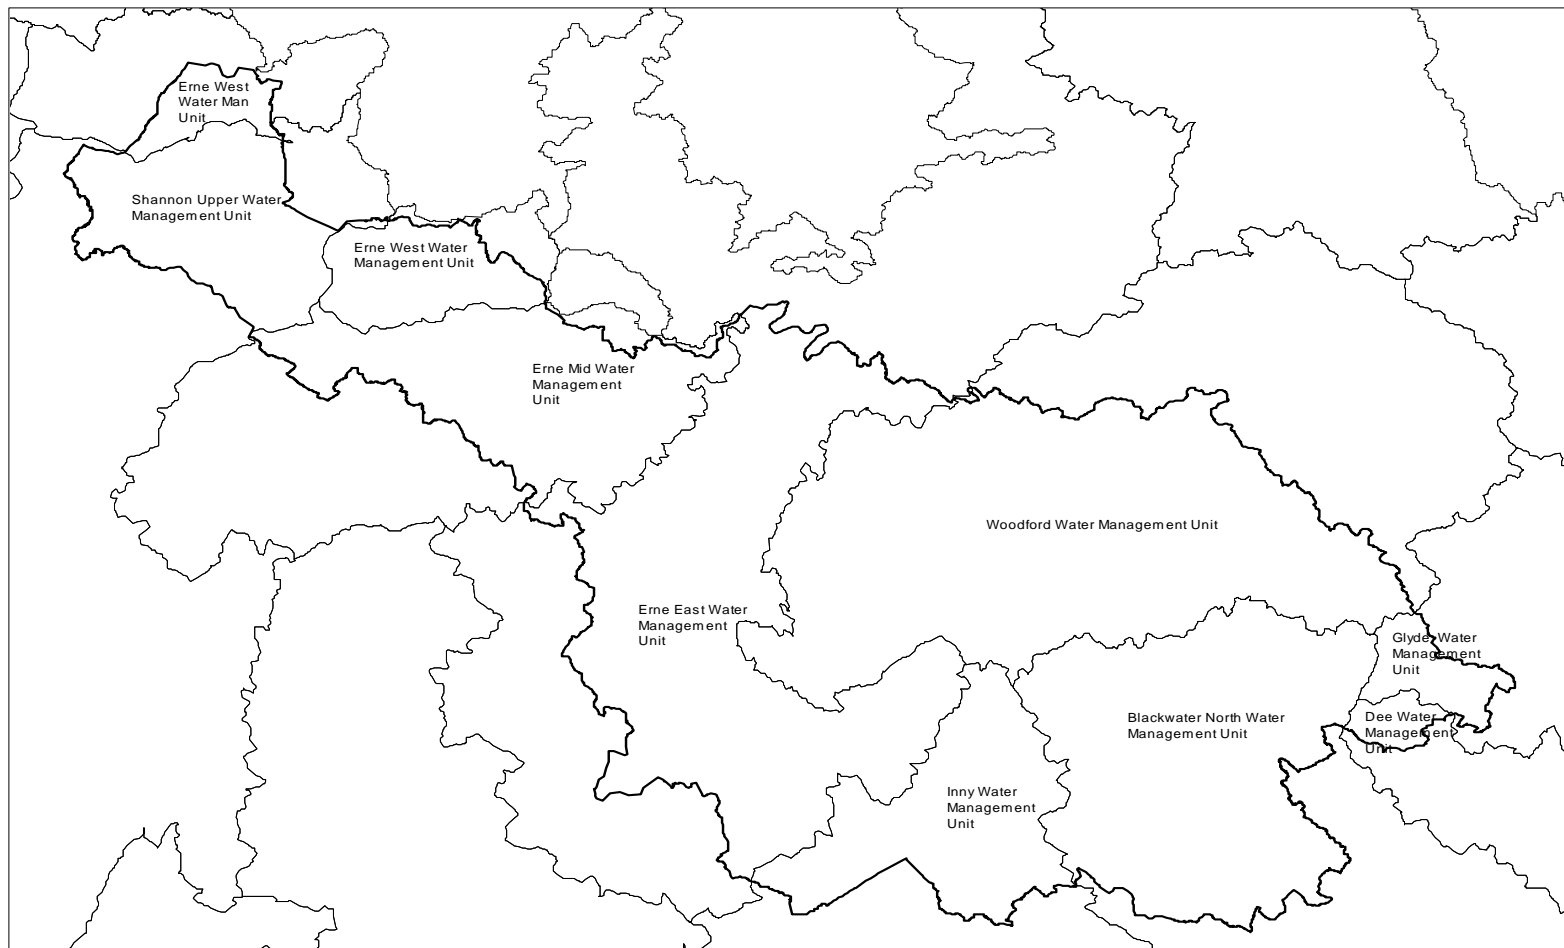 Erne West
Water Man
Unit
Shannon Upper Water
Management Unit
Erne West Water
Management Unit
Erne Mid Water
Management
Unit
Woodford Water Management Unit
Erne East Water
Management
Unit
Glyde Water
Management
Unit
Blackwater North Water
Management Unit
Dee Water
Management
Unit
Inny Water
Management
Unit